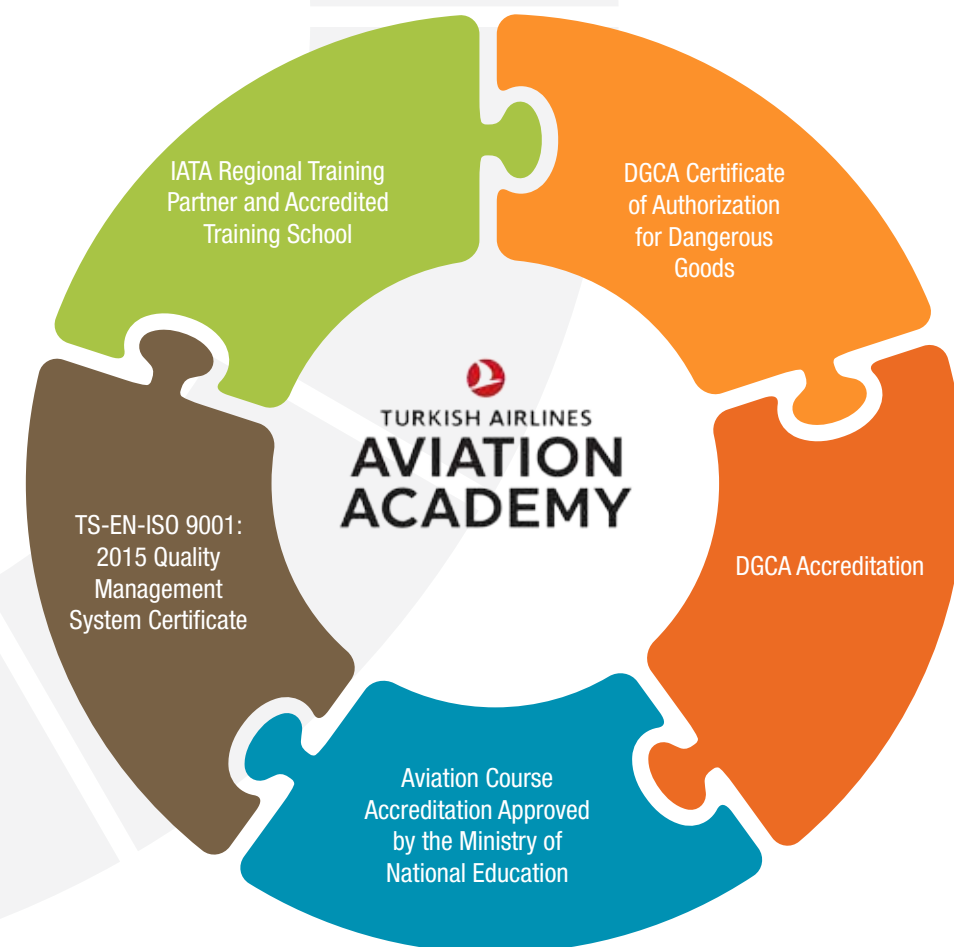 IATA Regional Training
Partner and Accredited
Training School
DGCA Certificate
of Authorization
for Dangerous
Goods
TURKISH AIRLINES
AVIATION
ACADEMY
TS-EN-ISO 9001:
2015 Quality
Management
System Certificate
DGCA Accreditation
Aviation Course
Accreditation Approved
by the Ministry of
National Education